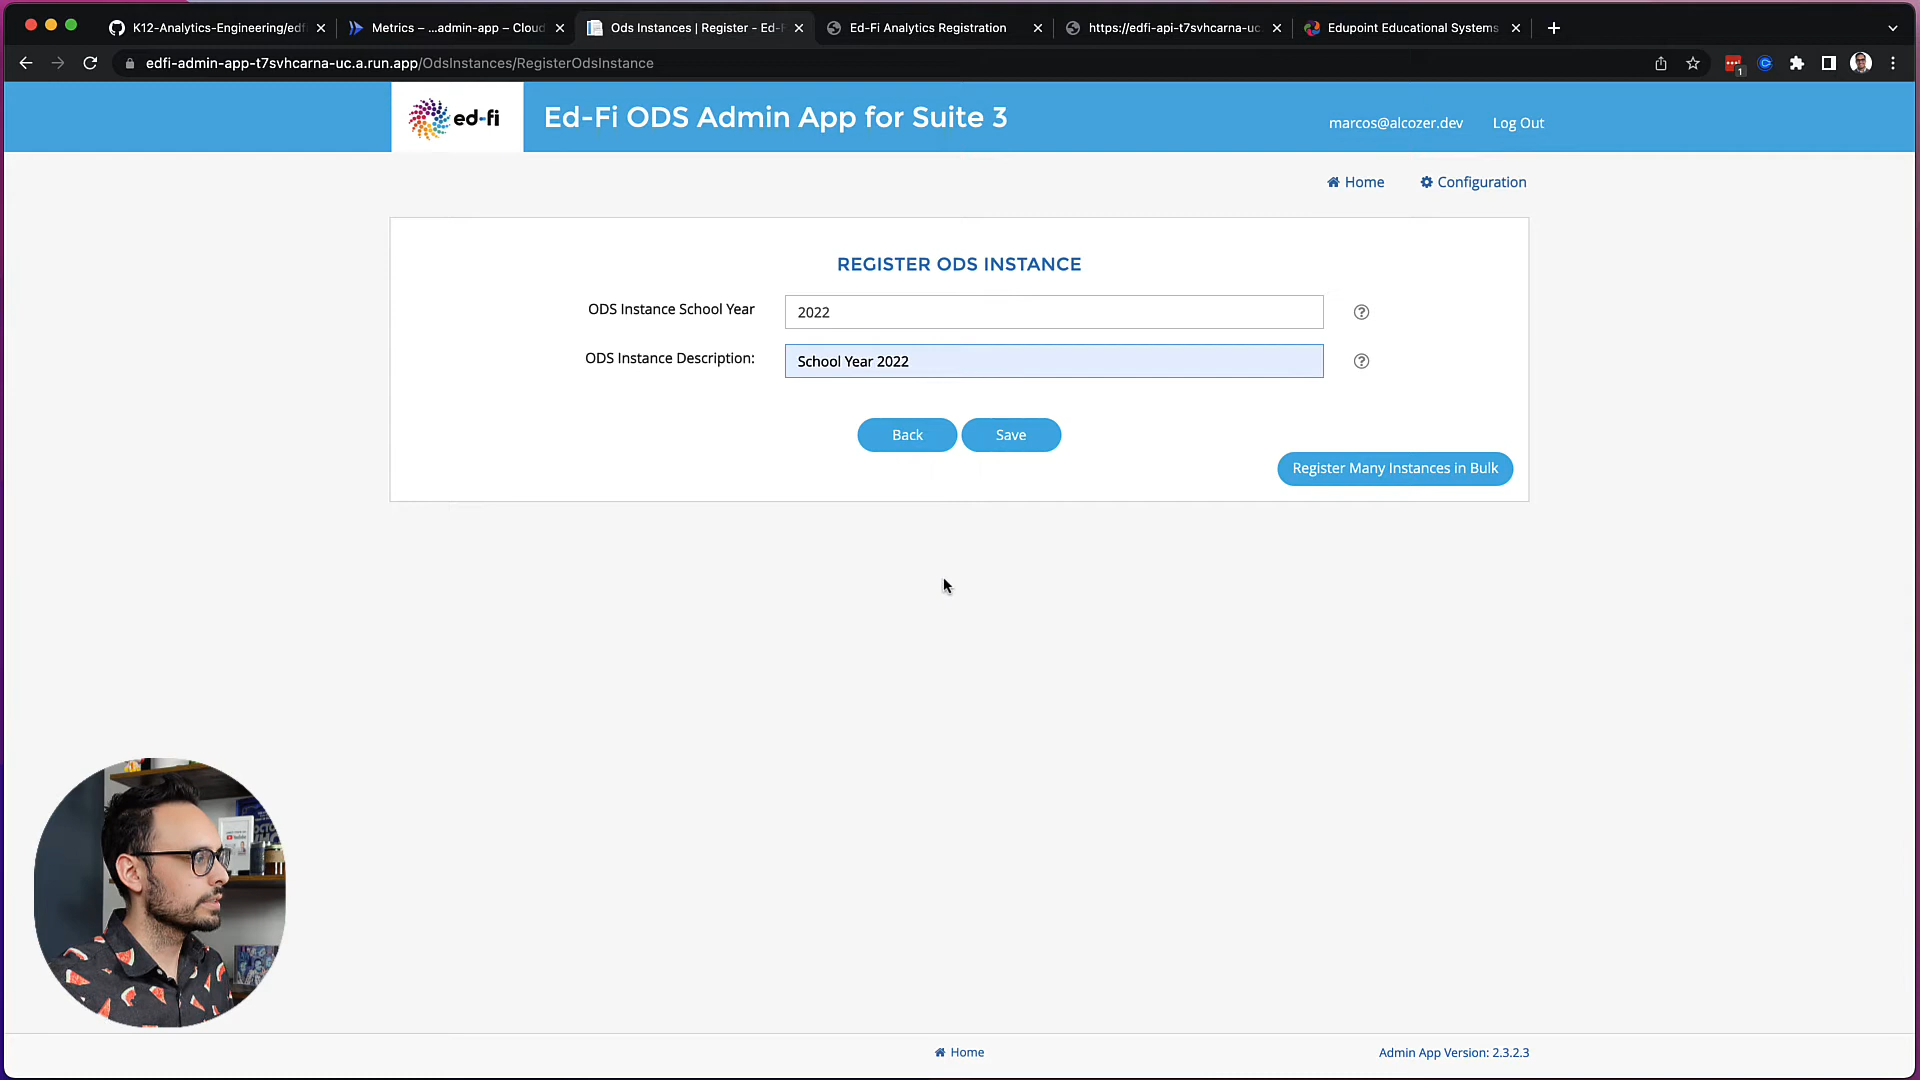 K12-Analytics-Engineering/edf
Metrics – ...admin-app – Cloud
Ods Instances | Register - Ed-F
Ed-Fi Analytics Registration
https://edfi-api-t7svhcarna-uc.
Edupoint Educational Systems
edfi-admin-app-t7svhcarna-uc.a.run.app/OdsInstances/RegisterOdsInstance
1
ed-fi
Ed-Fi ODS Admin App for Suite 3
marcos@alcozer.dev
Log Out
Home
Configuration
REGISTER ODS INSTANCE
ODS Instance School Year
2022
ODS Instance Description:
School Year 2022
Back
Save
Register Many Instances in Bulk
Home
Admin App Version: 2.3.2.3